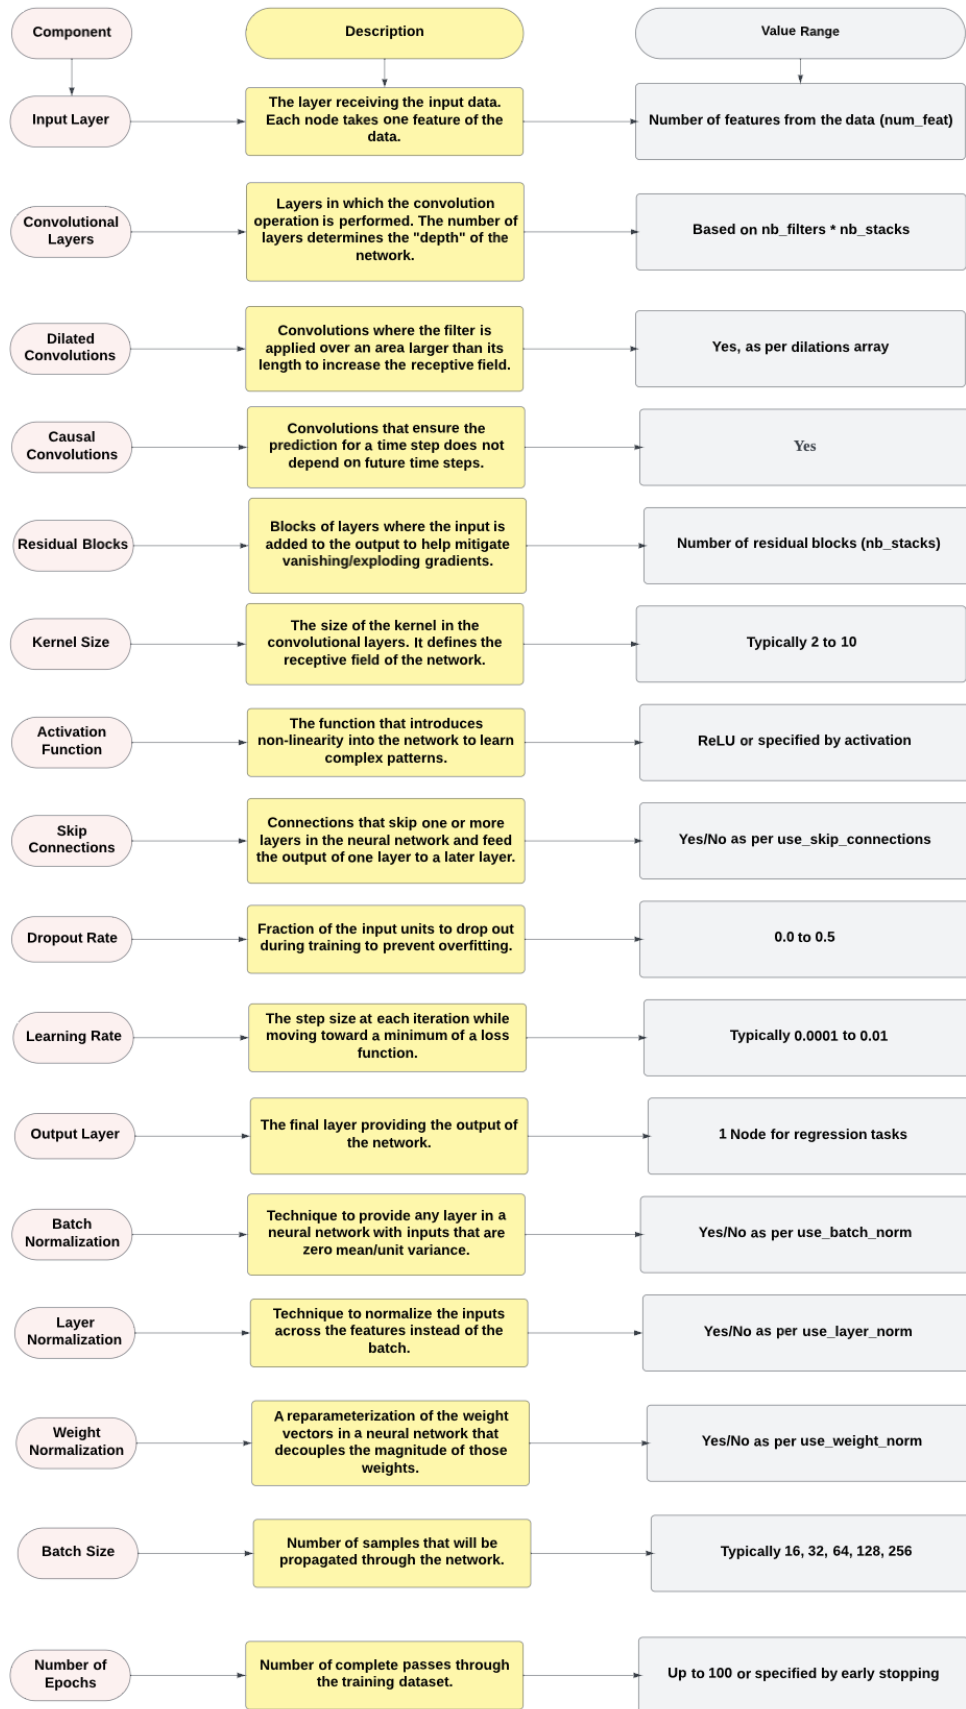 Component
Description
Value Range
Input Layer
The layer receiving the input data.
Each node takes one feature of the
data.
Number of features from the data (num_feat)
Convolutional
Layers
Layers in which the convolution
operation is performed. The number of
layers determines the "depth" of the
network.
Based on nb_filters * nb_stacks
Dilated
Convolutions
Convolutions where the filter is
applied over an area larger than its
length to increase the receptive field.
Yes, as per dilations array
Causal
Convolutions
Convolutions that ensure the
prediction for a time step does not
depend on future time steps.
Yes
Residual Blocks
Blocks of layers where the input is
added to the output to help mitigate
vanishing/exploding gradients.
Number of residual blocks (nb_stacks)
Kernel Size
The size of the kernel in the
convolutional layers. It defines the
receptive field of the network.
Typically 2 to 10
Activation
Function
The function that introduces
non-linearity into the network to learn
complex patterns.
ReLU or specified by activation
Skip
Connections
Connections that skip one or more
layers in the neural network and feed
the output of one layer to a later layer.
Yes/No as per use_skip_connections
Dropout Rate
Fraction of the input units to drop out
during training to prevent overfitting.
0.0 to 0.5
Learning Rate
The step size at each iteration while
moving toward a minimum of a loss
function.
Typically 0.0001 to 0.01
Output Layer
The final layer providing the output of
the network.
1 Node for regression tasks
Batch
Normalization
Technique to provide any layer in a
neural network with inputs that are
zero mean/unit variance.
Yes/No as per use_batch_norm
Layer
Normalization
Technique to normalize the inputs
across the features instead of the
batch.
Yes/No as per use_layer_norm
Weight
Normalization
A reparameterization of the weight
vectors in a neural network that
decouples the magnitude of those
weights.
Yes/No as per use_weight_norm
Batch Size
Number of samples that will be
propagated through the network.
Typically 16, 32, 64, 128, 256
Number of
Epochs
Number of complete passes through
the training dataset.
Up to 100 or specified by early stopping